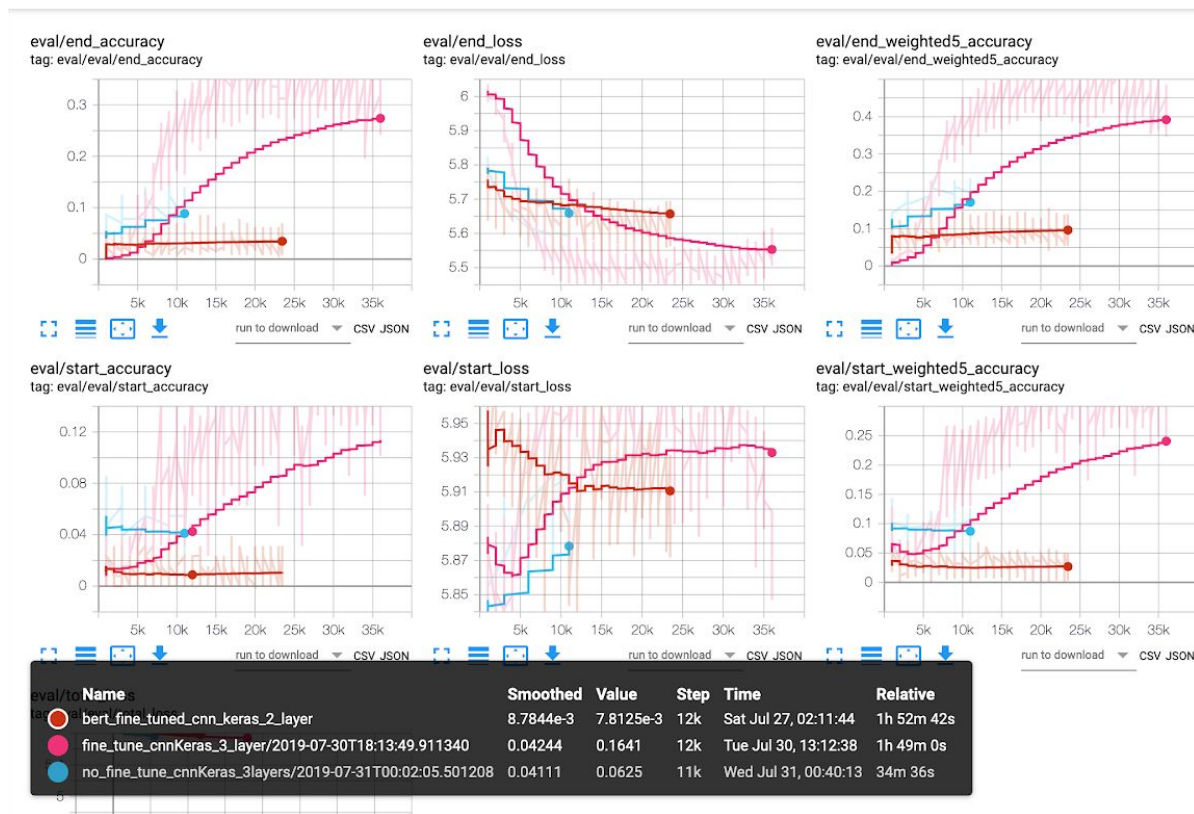 eval/end_accuracy
tag: eval/eval/end_accuracy
0.3
0.2
0.1
0
5k 10k 15k 20k 25k 30k 35k
run to download CSV JSON
eval/end_loss
tag: eval/eval/end_loss
6
5.9
5.8
5.7
5.6
5.5
5k 10k 15k 20k 25k 30k 35k
run to download CSV JSON
eval/end_weighted5_accuracy
tag: eval/eval/end_weighted5_accuracy
0.4
0.3
0.2
0.1
0
5k 10k 15k 20k 25k 30k 35k
run to download CSV JSON
eval/start_accuracy
tag: eval/eval/start_accuracy
0.12
0.08
0.04
0
5k 10k 15k 20k 25k 30k 35k
run to download CSV JSON
eval/start_loss
tag: eval/eval/start_loss
5.95
5.93
5.91
5.89
5.87
5.85
5k 10k 15k 20k 25k 30k 35k
run to download CSV JSON
eval/start_weighted5_accuracy
tag: eval/eval/start_weighted5_accuracy
0.25
0.2
0.15
0.1
0.05
0
5k 10k 15k 20k 25k 30k 35k
run to download CSV JSON
Name Smoothed Value Step Time Relative
bert_fine_tuned_cnn_keras_2_layer 8.7844e-3 7.8125e-3 12k Sat Jul 27, 02:11:44 1h 52m 42s
fine_tune_cnnKeras_3_layer/2019-07-30T18:13:49.911340 0.04244 0.1641 12k Tue Jul 30, 13:12:38 1h 49m 0s
no_fine_tune_cnnKeras_3layers/2019-07-31T00:02:05.501208 0.04111 0.0625 11k Wed Jul 31, 00:40:13 34m 36s
5